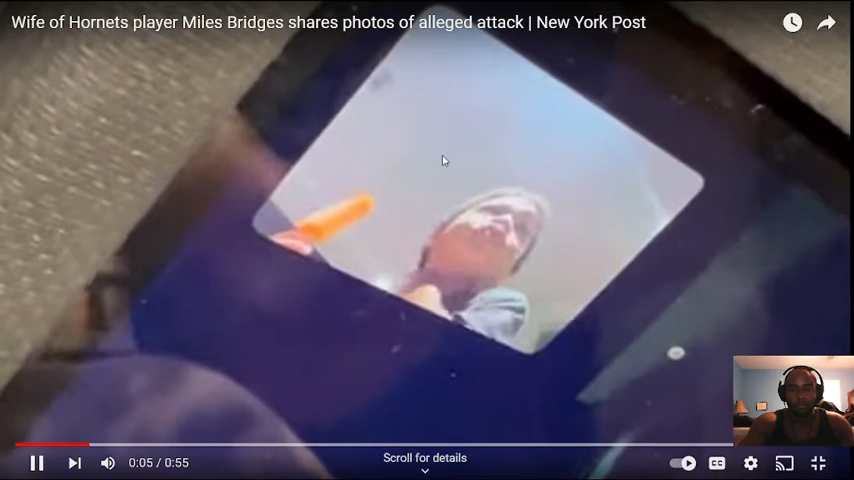 Wife of Hornets player Miles Bridges shares photos of alleged attack | New York Post
0:05 / 0:55
Scroll for details
CC